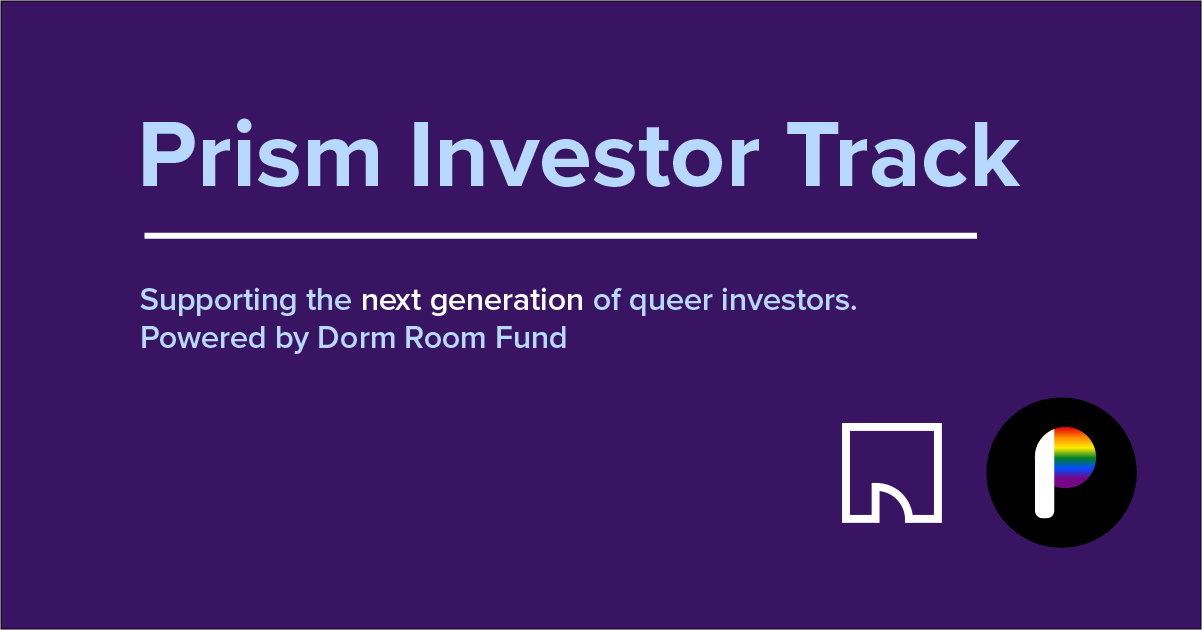 Prism Investor Track
Supporting the next generation of queer investors.
Powered by Dorm Room Fund
P